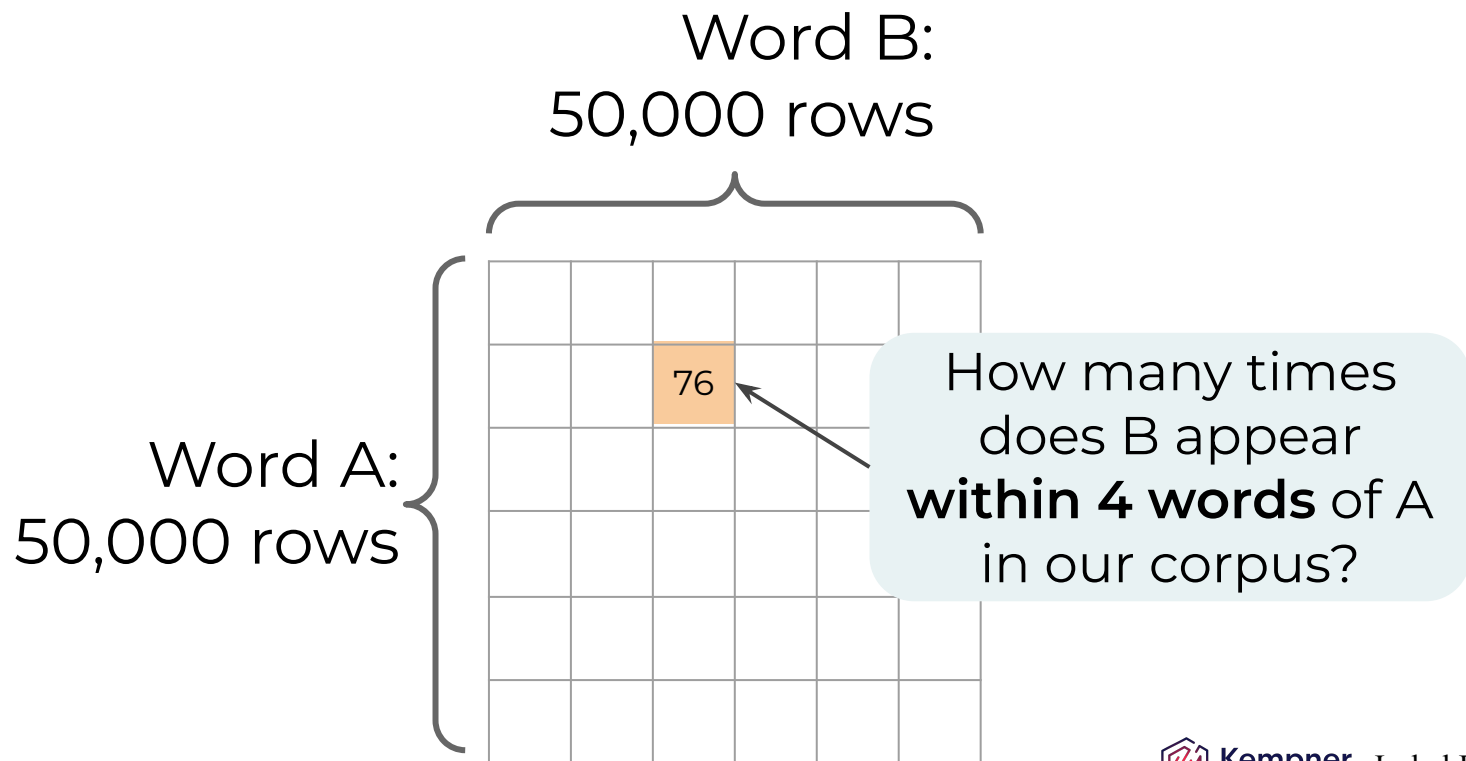 Word B:
50,000 rows
76
How many times
does B appear
within 4 words of A
in our corpus?
Word A:
50,000 rows
Kempner